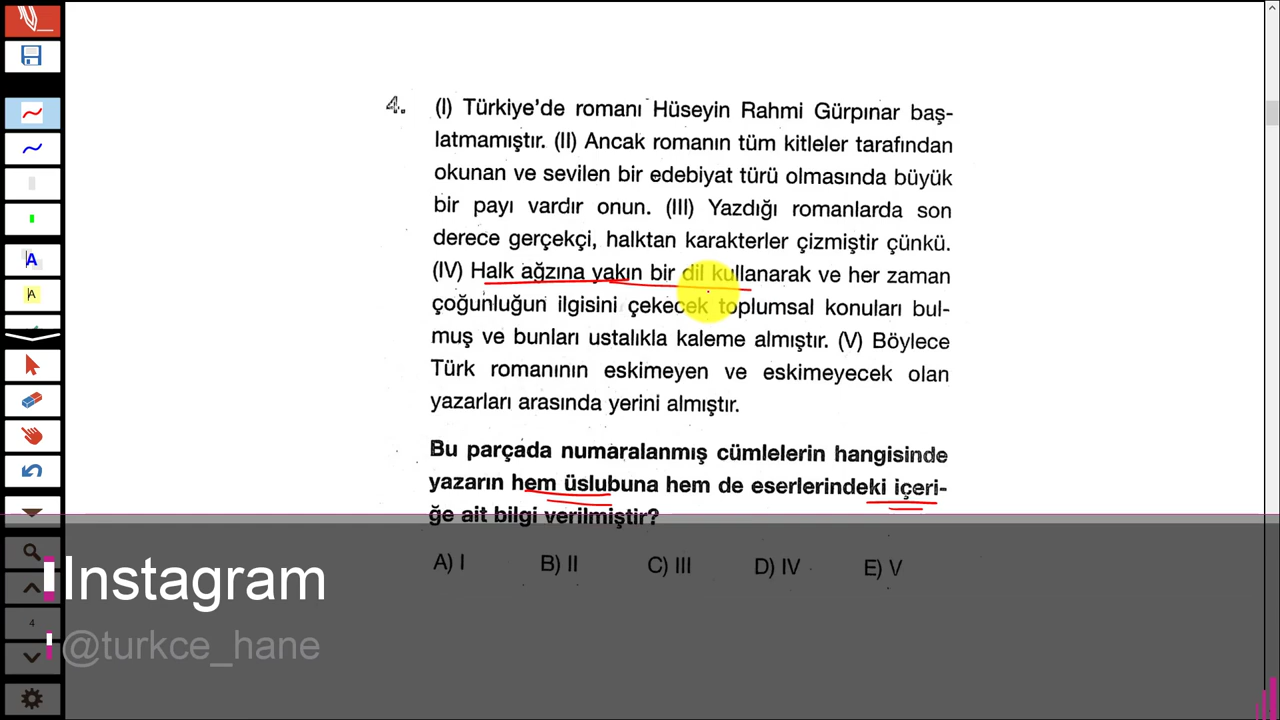 4. (I) Türkiye'de romanı Hüseyin Rahmi Gürpınar baş-
latmamıştır. (II) Ancak romanın tüm kitleler tarafından
okunan ve sevilen bir edebiyat türü olmasında büyük
bir payı vardır onun. (III) Yazdığı romanlarda son
derece gerçekçi, halktan karakterler çizmiştir çünkü.
(IV) Halk ağzına yakın bir dil kullanarak ve her zaman
çoğunluğun ilgisini çekecek toplumsal konuları bul-
muş ve bunları ustalıkla kaleme almıştır. (V) Böylece
Türk romanının eskimeyen ve eskimeyecek olan
yazarları arasında yerini almıştır.
Bu parçada numaralanmış cümlelerin hangisinde
yazarın hem üslubuna hem de eserlerindeki içeri-
ğe ait bilgi verilmiştir?
A) I B) II C) III D) IV E) V
A
A
4
Instagram
@turkce_hane